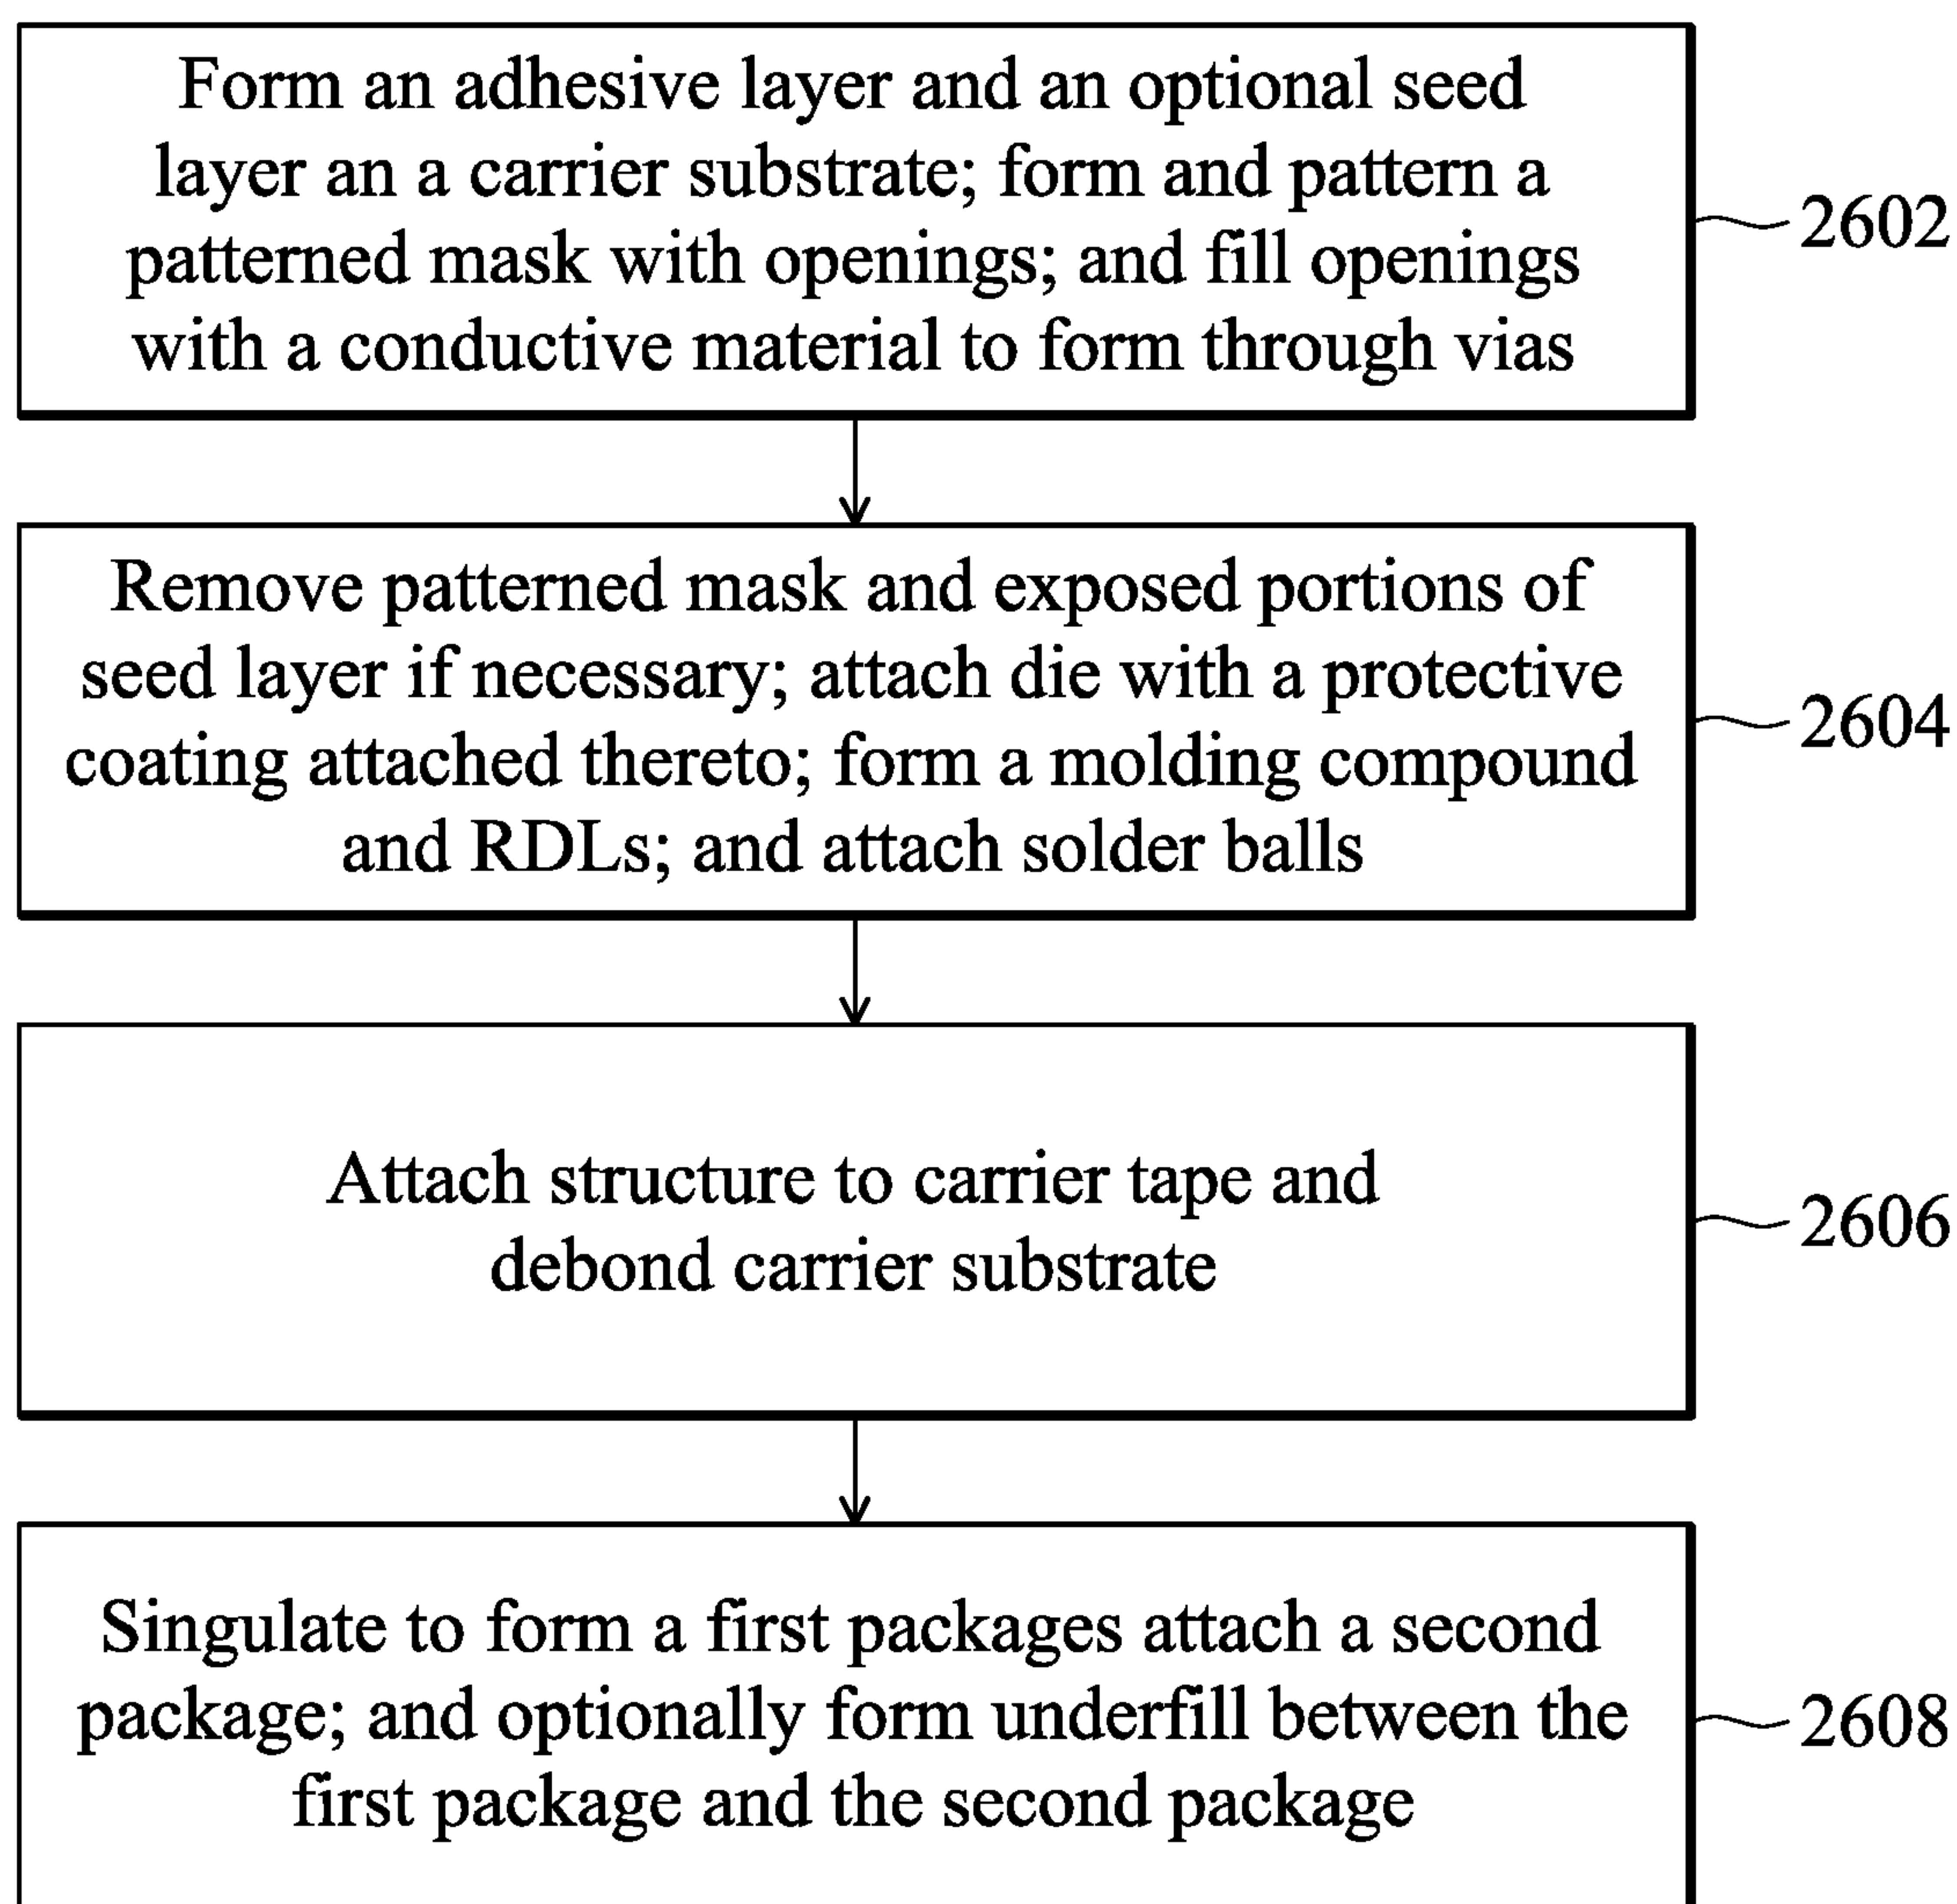 Form an adhesive layer and an optional seed
layer an a carrier substrate; form and pattern a
patterned mask with openings; and fill openings
with a conductive material to form through vias
2602
Remove patterned mask and exposed portions of
seed layer if necessary; attach die with a protective
coating attached thereto; form a molding compound
and RDLs; and attach solder balls
2604
Attach structure to carrier tape and
debond carrier substrate
2606
Singulate to form a first packages attach a second
package; and optionally form underfill between the
first package and the second package
2608